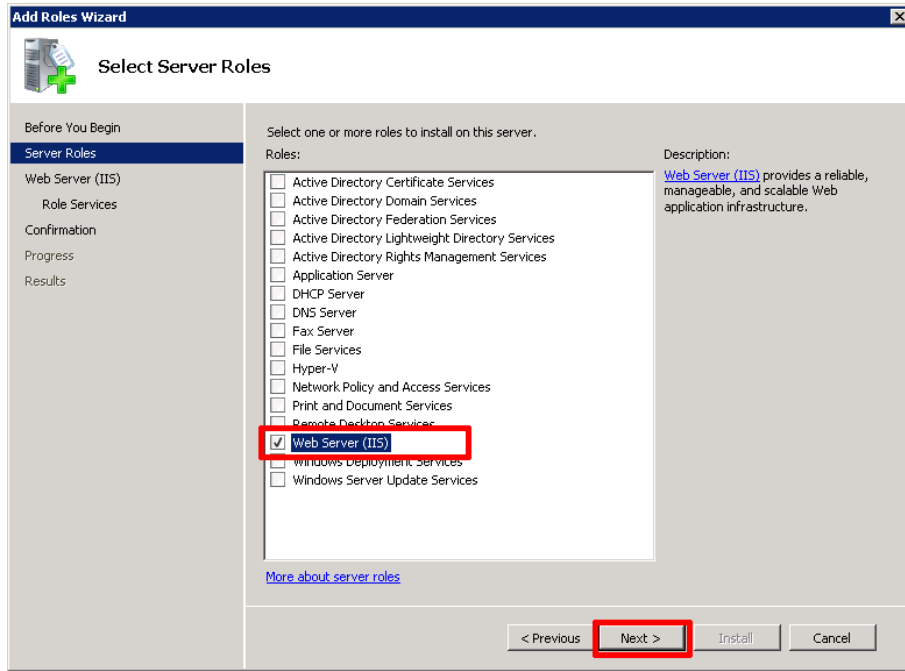 Add Roles Wizard
Select Server Roles
Before You Begin
Server Roles
Web Server (IIS)
Role Services
Confirmation
Progress
Results
Select one or more roles to install on this server.
Roles:
Active Directory Certificate Services
Active Directory Domain Services
Active Directory Federation Services
Active Directory Lightweight Directory Services
Active Directory Rights Management Services
Application Server
DHCP Server
DNS Server
Fax Server
File Services
Hyper-V
Network Policy and Access Services
Print and Document Services
Remote Desktop Services
Web Server (IIS)
Windows Deployment Services
Windows Server Update Services
More about server roles
Description:
Web Server (IIS) provides a reliable,
manageable, and scalable Web
application infrastructure.
< Previous
Next >
Install
Cancel